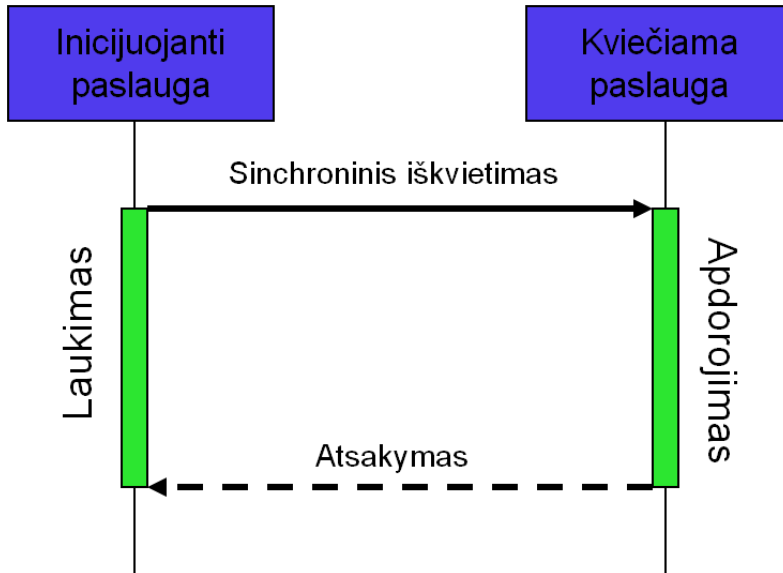 Inicijuojanti
paslauga
Kviečiama
paslauga
Sinchroninis iškvietimas
Laukimas
Apdorojimas
Atsakymas